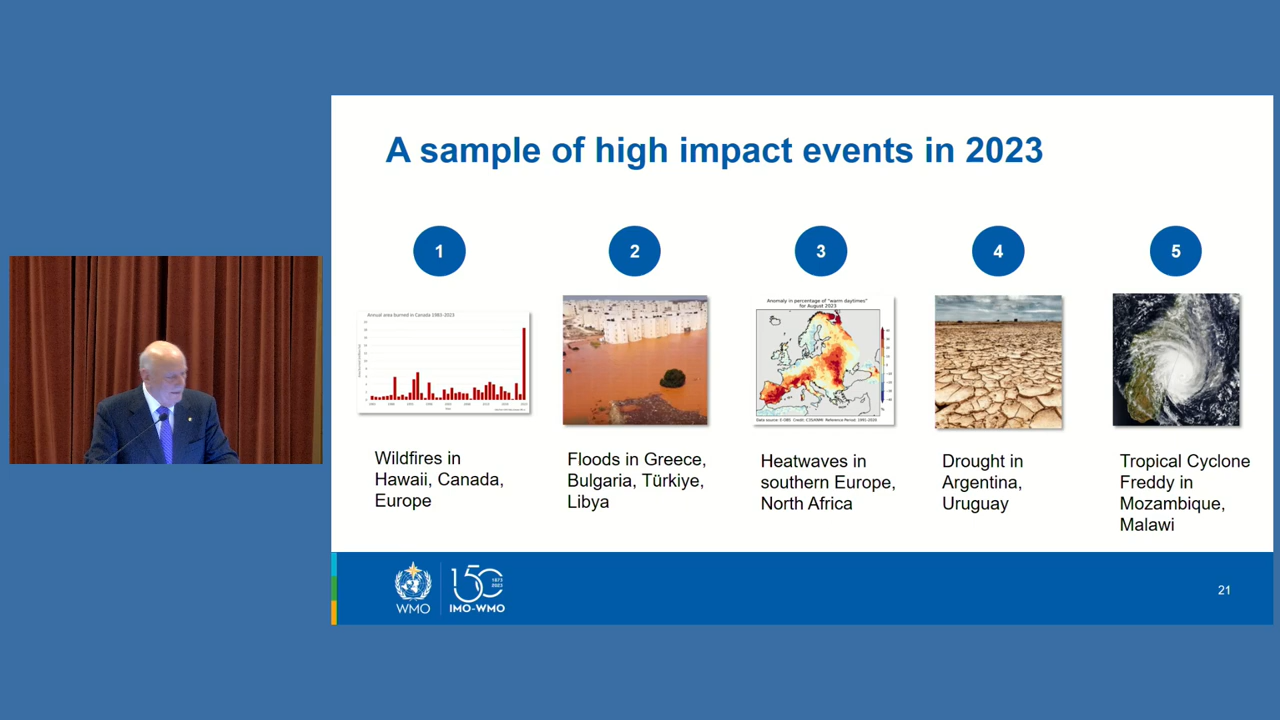 A sample of high impact events in 2023
1
2
3
4
5
Annual area burned in Canada 1983-2023
Anomaly in percentage of "warm daytimes"
for August 2023
Wildfires in
Hawaii, Canada,
Europe
Floods in Greece,
Bulgaria, Türkiye,
Libya
Heatwaves in
southern Europe,
North Africa
Drought in
Argentina,
Uruguay
Tropical Cyclone
Freddy in
Mozambique,
Malawi
WMO
150
1873
2023
IMO-WMO
21